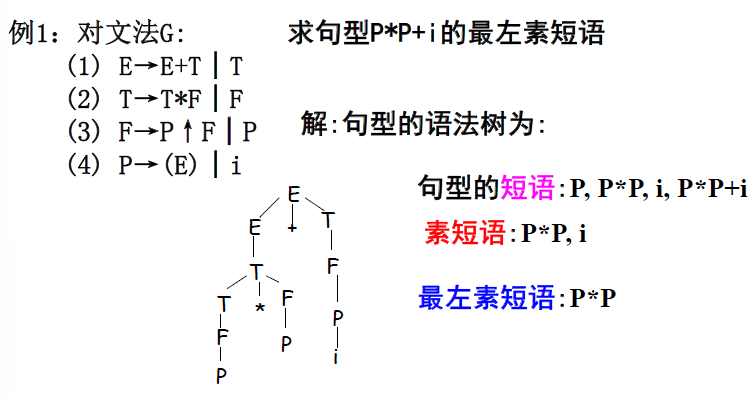 例1: 对文法G:
求句型P*P+i的最左素短语
(1) E→E+T│T
(2) T→T*F│F
(3) F→P↑F│P
(4) P→(E)│i
解:句型的语法树为:
句型的短语:P, P*P, i, P*P+i
素短语:P*P, i
最左素短语:P*P
E
E + T
T F
T * F P
F P i
P